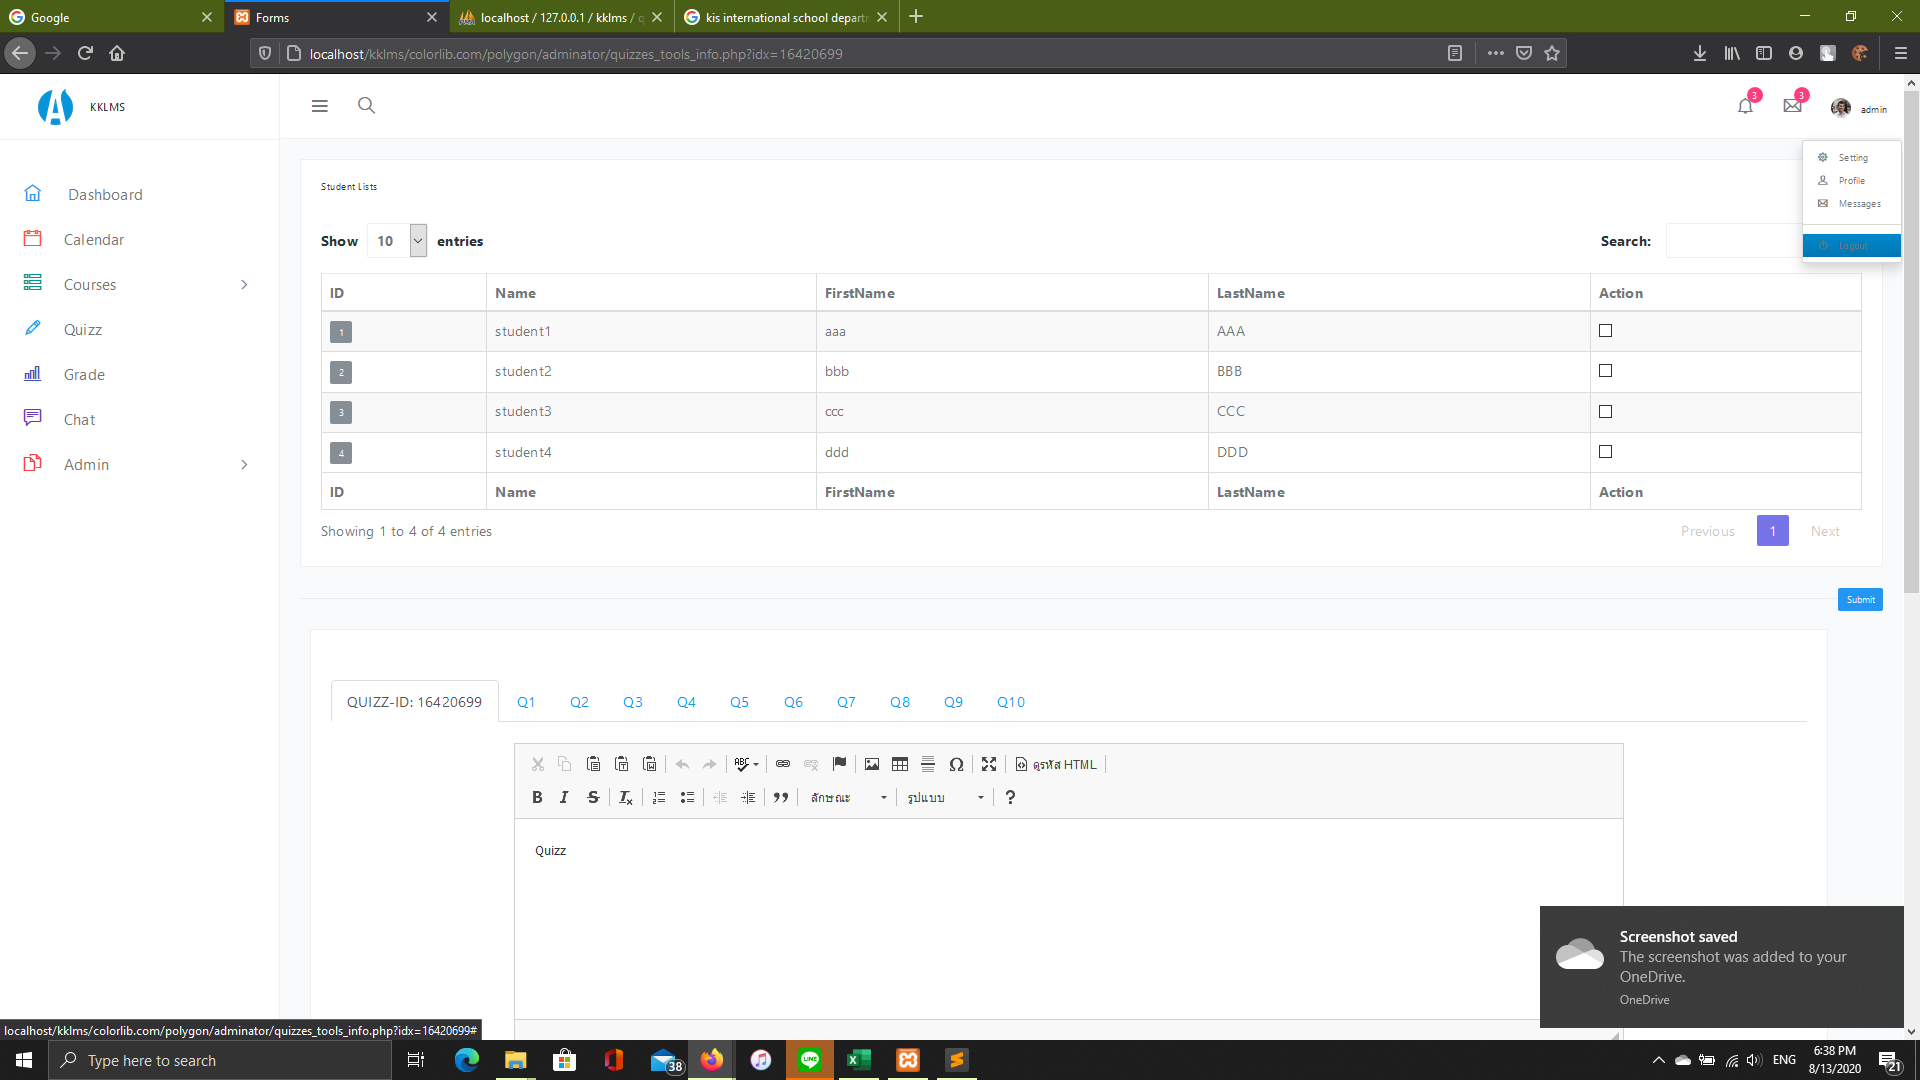 Google
Forms
localhost / 127.0.0.1 / kklms / q
kis international school departm
localhost/kklms/colorlib.com/polygon/adminator/quizzes_tools_info.php?idx=16420699
KKLMS
3
3
admin
Setting
Profile
Messages
Logout
Dashboard
Calendar
Courses
Quizz
Grade
Chat
Admin
Student Lists
Show 10 entries
Search:
ID Name FirstName LastName Action
1 student1 aaa AAA
2 student2 bbb BBB
3 student3 ccc CCC
4 student4 ddd DDD
ID Name FirstName LastName Action
Showing 1 to 4 of 4 entries
Previous 1 Next
Submit
QUIZZ-ID: 16420699 Q1 Q2 Q3 Q4 Q5 Q6 Q7 Q8 Q9 Q10
ดูรหัส HTML
ลักษณะ รูปแบบ
Quizz
Screenshot saved
The screenshot was added to your
OneDrive.
OneDrive
localhost/kklms/colorlib.com/polygon/adminator/quizzes_tools_info.php?idx=16420699#
Type here to search
38
LINE
ENG
6:38 PM
8/13/2020
21